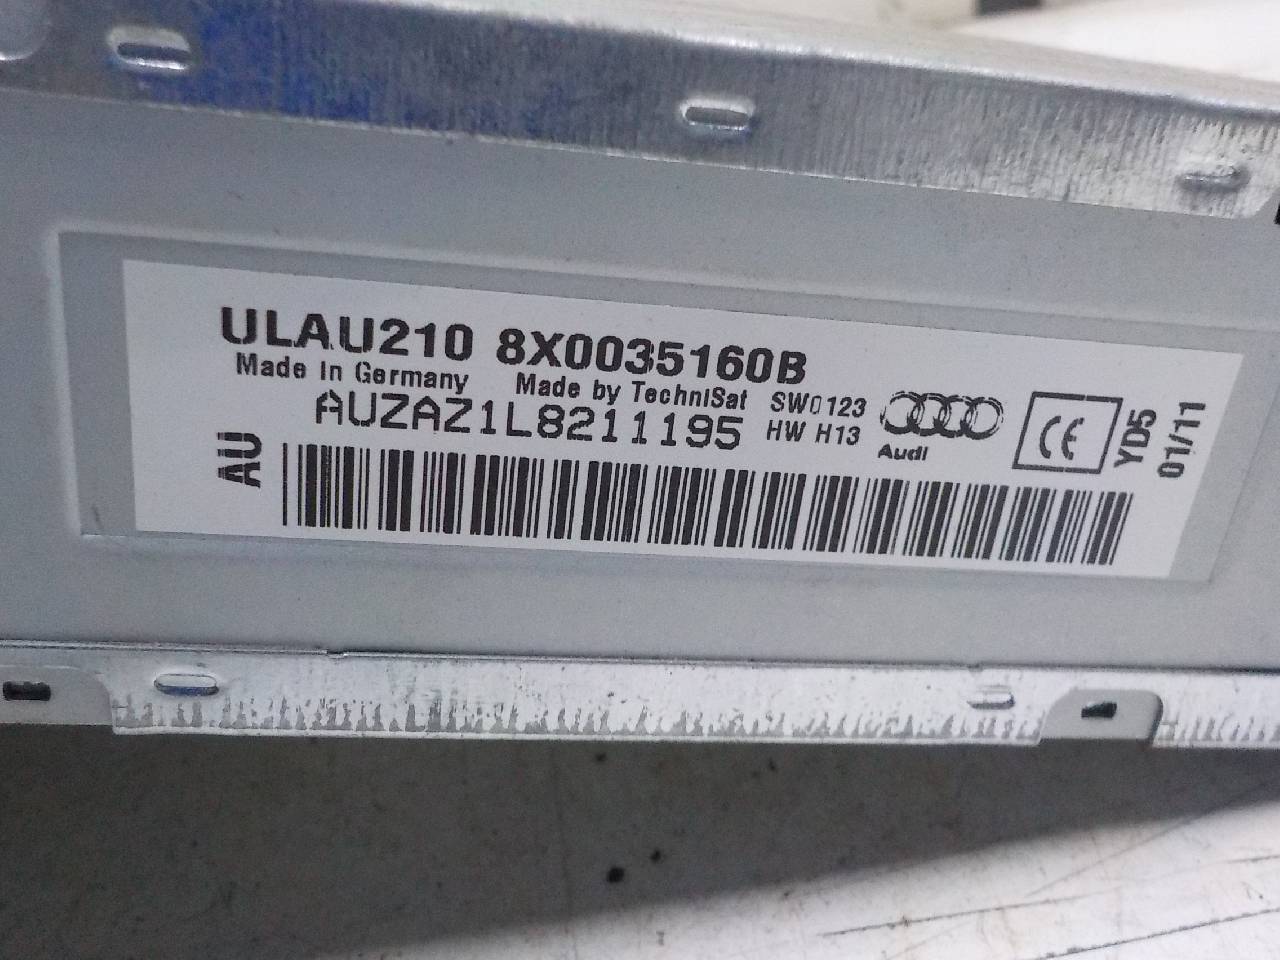 ULAU210 8X0035160B
Made in Germany Made by TechniSat SW0123
AUZAZ1L8211195 HW H13
Audi
AU
CE
YD5
01/11